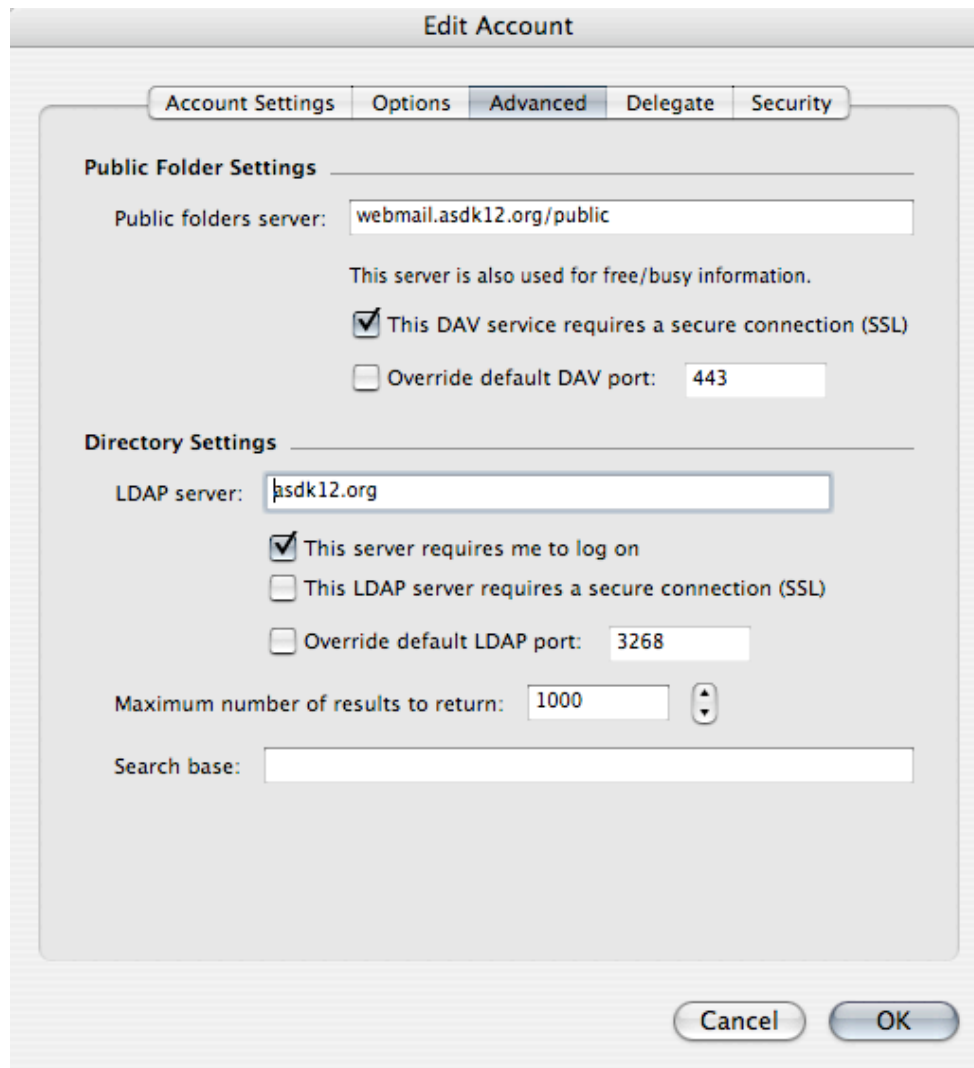 Edit Account
Account Settings Options Advanced Delegate Security
Public Folder Settings
Public folders server: webmail.asdk12.org/public
This server is also used for free/busy information.
This DAV service requires a secure connection (SSL)
Override default DAV port: 443
Directory Settings
LDAP server: asdk12.org
This server requires me to log on
This LDAP server requires a secure connection (SSL)
Override default LDAP port: 3268
Maximum number of results to return: 1000
Search base:
Cancel OK